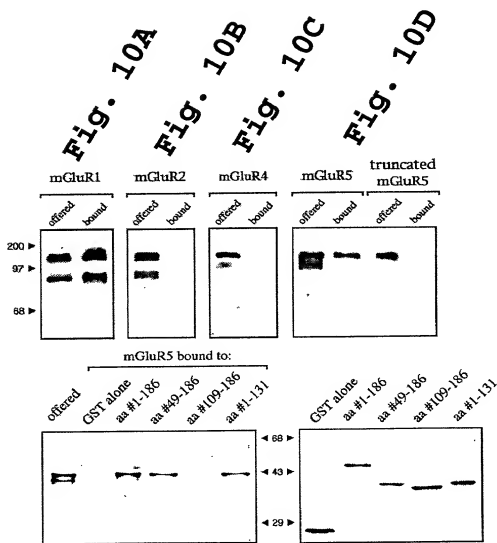 Fig. 10A Fig. 10B Fig. 10C Fig. 10D
mGluR1 mGluR2 mGluR4 mGluR5 truncated mGluR5
offered bound offered bound offered bound offered bound offered bound
200
97
68
mGluR5 bound to:
offered GST alone aa #1-186 aa #49-186 aa #109-186 aa #1-131
GST alone aa #1-186 aa #49-186 aa #109-186 aa #1-131
68
43
29